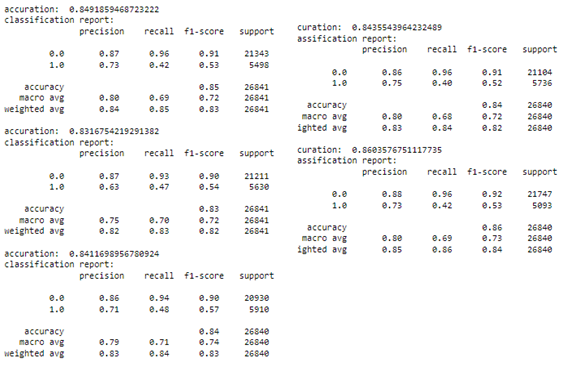 accuration: 0.8491859468723222
classification report:
precision recall f1-score support
0.0 0.87 0.96 0.91 21343
1.0 0.73 0.42 0.53 5498
accuracy 0.85 26841
macro avg 0.80 0.69 0.72 26841
weighted avg 0.84 0.85 0.83 26841
accuration: 0.8316754219291382
classification report:
precision recall f1-score support
0.0 0.87 0.93 0.90 21211
1.0 0.63 0.47 0.54 5630
accuracy 0.83 26841
macro avg 0.75 0.70 0.72 26841
weighted avg 0.82 0.83 0.82 26841
accuration: 0.8411698956780924
classification report:
precision recall f1-score support
0.0 0.86 0.94 0.90 20930
1.0 0.71 0.48 0.57 5910
accuracy 0.84 26840
macro avg 0.79 0.71 0.74 26840
weighted avg 0.83 0.84 0.83 26840
curation: 0.8435543964232489
assification report:
precision recall f1-score support
0.0 0.86 0.96 0.91 21104
1.0 0.75 0.40 0.52 5736
accuracy 0.84 26840
macro avg 0.80 0.68 0.72 26840
ighted avg 0.83 0.84 0.82 26840
curation: 0.8603576751117735
assification report:
precision recall f1-score support
0.0 0.88 0.96 0.92 21747
1.0 0.73 0.42 0.53 5093
accuracy 0.86 26840
macro avg 0.80 0.69 0.73 26840
ighted avg 0.85 0.86 0.84 26840